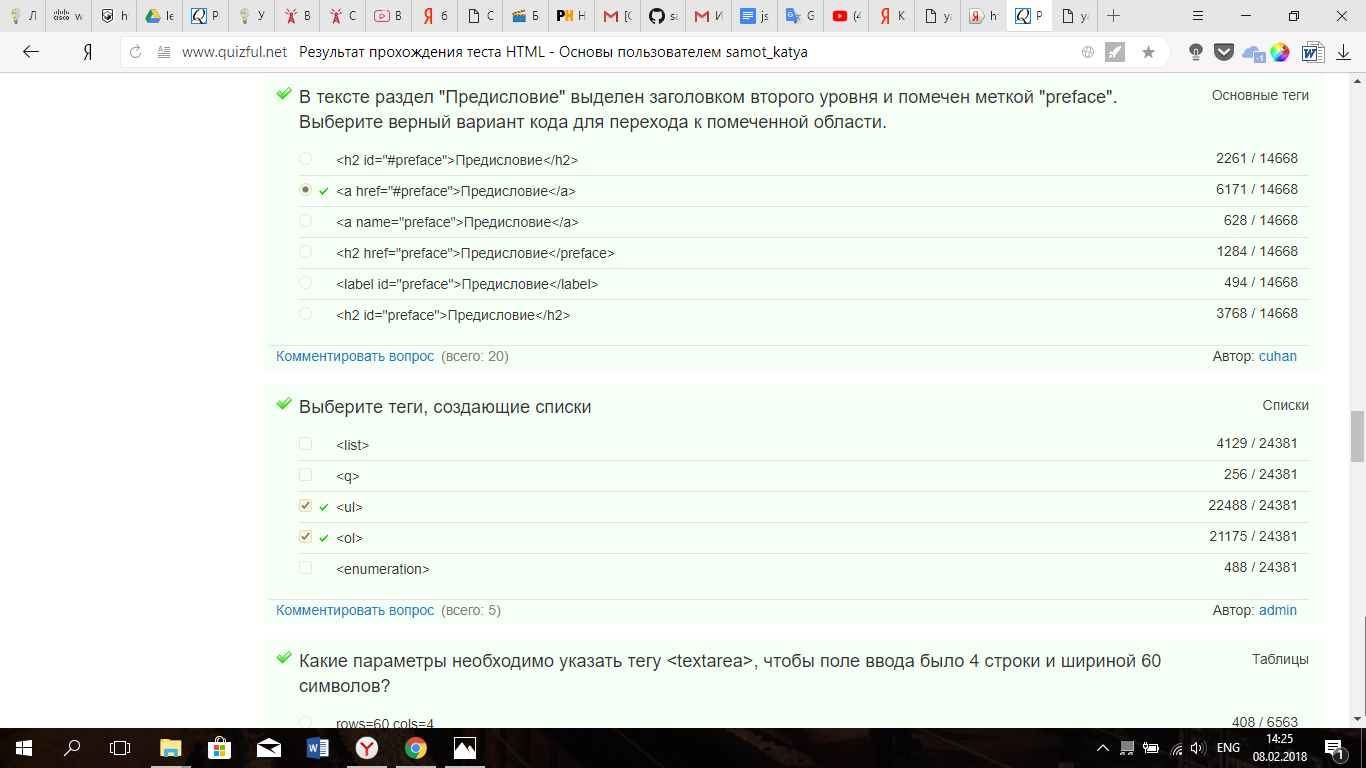 Л
w
h
le
P
У
В
С
В
б
С
Б
Н
[C
sa
И
js
G
(4
К
ya
h
P
ya
www.quizful.net Результат прохождения теста HTML - Основы пользователем samot_katya
В тексте раздел "Предисловие" выделен заголовком второго уровня и помечен меткой "preface". Основные теги
Выберите верный вариант кода для перехода к помеченной области.
<h2 id="#preface">Предисловие</h2> 2261 / 14668
<a href="#preface">Предисловие</a> 6171 / 14668
<a name="preface">Предисловие</a> 628 / 14668
<h2 href="preface">Предисловие</preface> 1284 / 14668
<label id="preface">Предисловие</label> 494 / 14668
<h2 id="preface">Предисловие</h2> 3768 / 14668
Комментировать вопрос (всего: 20) Автор: cuhan
Выберите теги, создающие списки Списки
<list> 4129 / 24381
<q> 256 / 24381
<ul> 22488 / 24381
<ol> 21175 / 24381
<enumeration> 488 / 24381
Комментировать вопрос (всего: 5) Автор: admin
Какие параметры необходимо указать тегу <textarea>, чтобы поле ввода было 4 строки и шириной 60 Таблицы
символов?
rows=60 cols=4 408 / 6563
ENG
14:25
08.02.2018
1